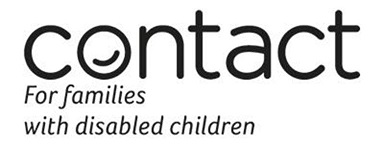 contact
For families
with disabled children